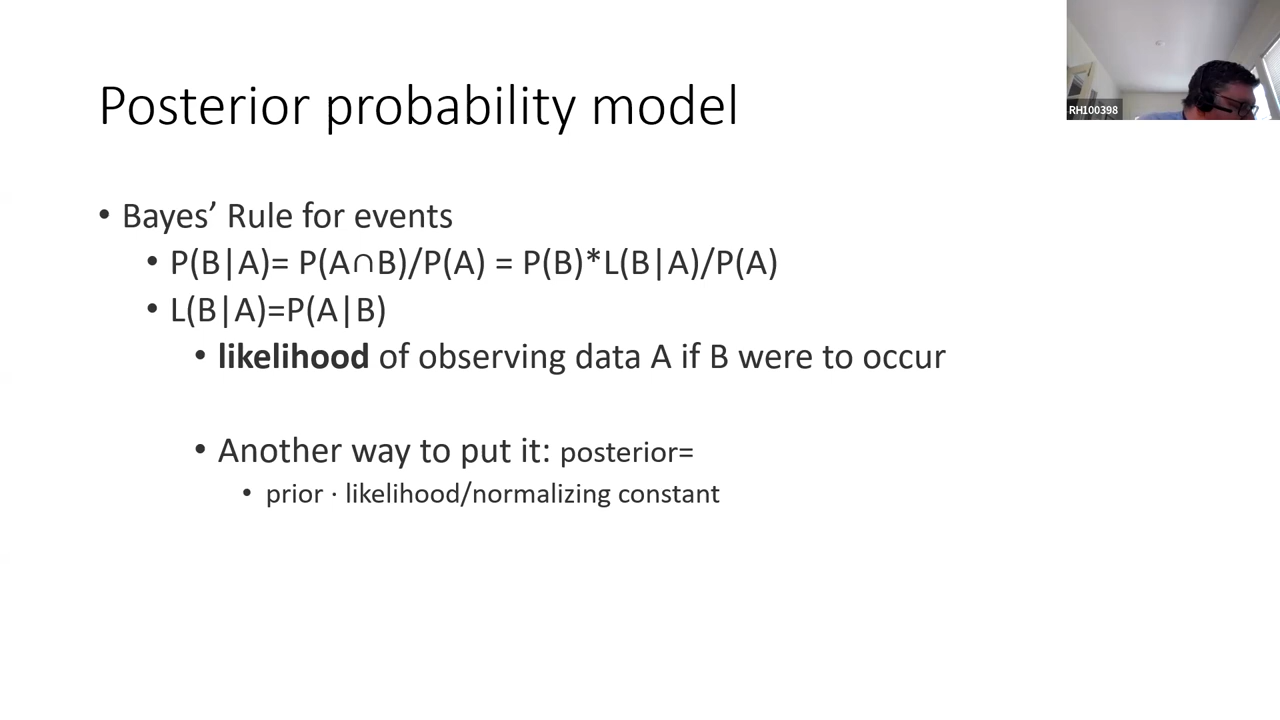 Posterior probability model
RH100398
• Bayes’ Rule for events
• P(B|A)= P(A∩B)/P(A) = P(B)*L(B|A)/P(A)
• L(B|A)=P(A|B)
• likelihood of observing data A if B were to occur
• Another way to put it: posterior=
• prior · likelihood/normalizing constant